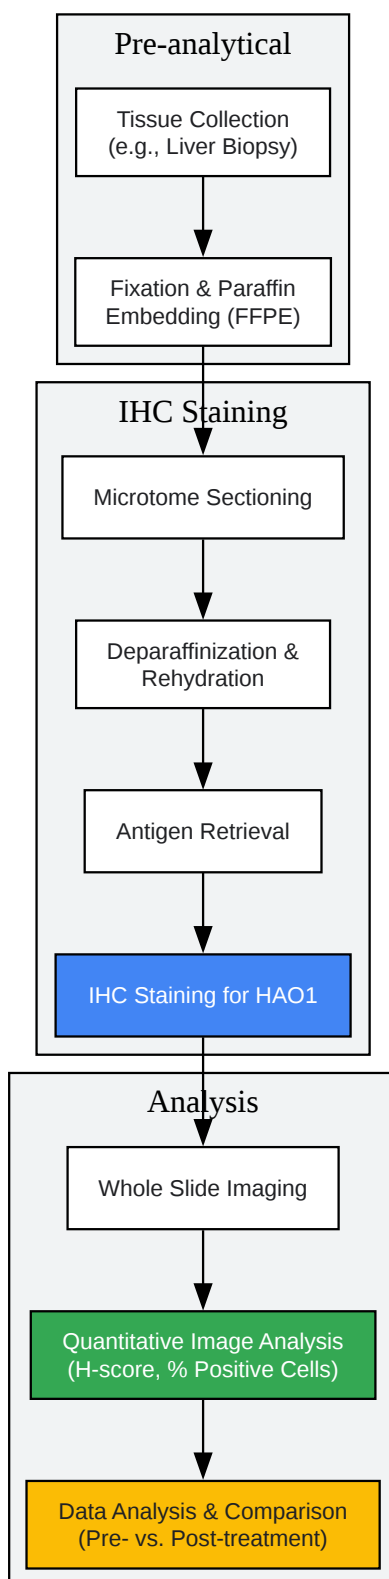 Pre-analytical
Tissue Collection
(e.g., Liver Biopsy)
Fixation & Paraffin
Embedding (FFPE)
IHC Staining
Microtome Sectioning
Deparaffinization &
Rehydration
Antigen Retrieval
IHC Staining for HAO1
Analysis
Whole Slide Imaging
Quantitative Image Analysis
(H-score, % Positive Cells)
Data Analysis & Comparison
(Pre- vs. Post-treatment)